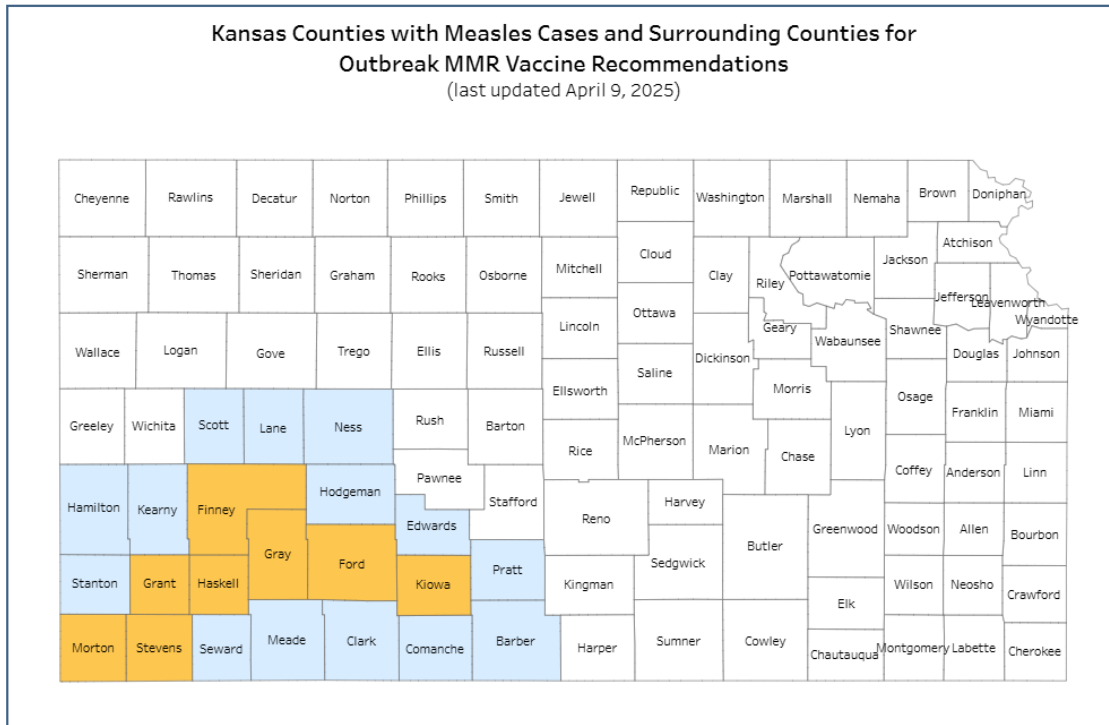 Kansas Counties with Measles Cases and Surrounding Counties for
Outbreak MMR Vaccine Recommendations
(last updated April 9, 2025)
Cheyenne
Rawlins
Decatur
Norton
Phillips
Smith
Jewell
Republic
Washington
Marshall
Nemaha
Brown
Doniphan
Sherman
Thomas
Sheridan
Graham
Rooks
Osborne
Mitchell
Cloud
Clay
Riley
Pottawatomie
Jackson
Atchison
Jefferson
Leavenworth
Wyandotte
Wallace
Logan
Gove
Trego
Ellis
Russell
Lincoln
Ottawa
Geary
Wabaunsee
Shawnee
Douglas
Johnson
Ellsworth
Saline
Dickinson
Morris
Osage
Greeley
Wichita
Scott
Lane
Ness
Rush
Barton
Rice
McPherson
Marion
Chase
Lyon
Franklin
Miami
Coffey
Anderson
Linn
Hamilton
Kearny
Finney
Hodgeman
Pawnee
Stafford
Edwards
Reno
Harvey
Butler
Greenwood
Woodson
Allen
Bourbon
Stanton
Grant
Haskell
Gray
Ford
Kiowa
Pratt
Kingman
Sedgwick
Elk
Wilson
Neosho
Crawford
Morton
Stevens
Seward
Meade
Clark
Comanche
Barber
Harper
Sumner
Cowley
Chautauqua
Montgomery
Labette
Cherokee